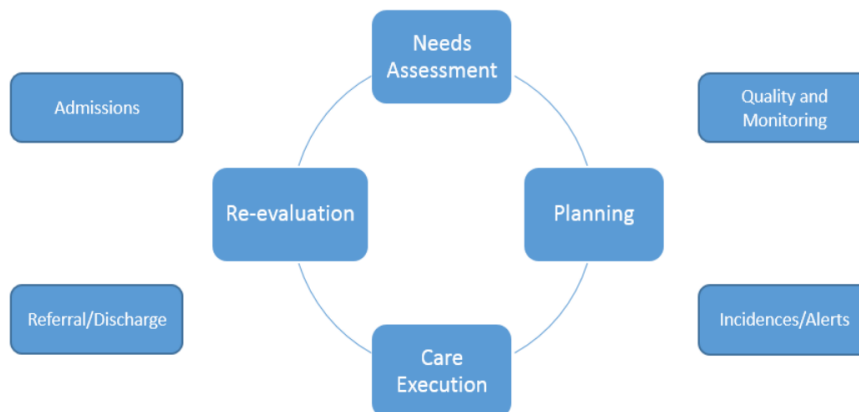 Needs
Assessment
Admissions
Quality and
Monitoring
Re-evaluation
Planning
Referral/Discharge
Incidences/Alerts
Care
Execution